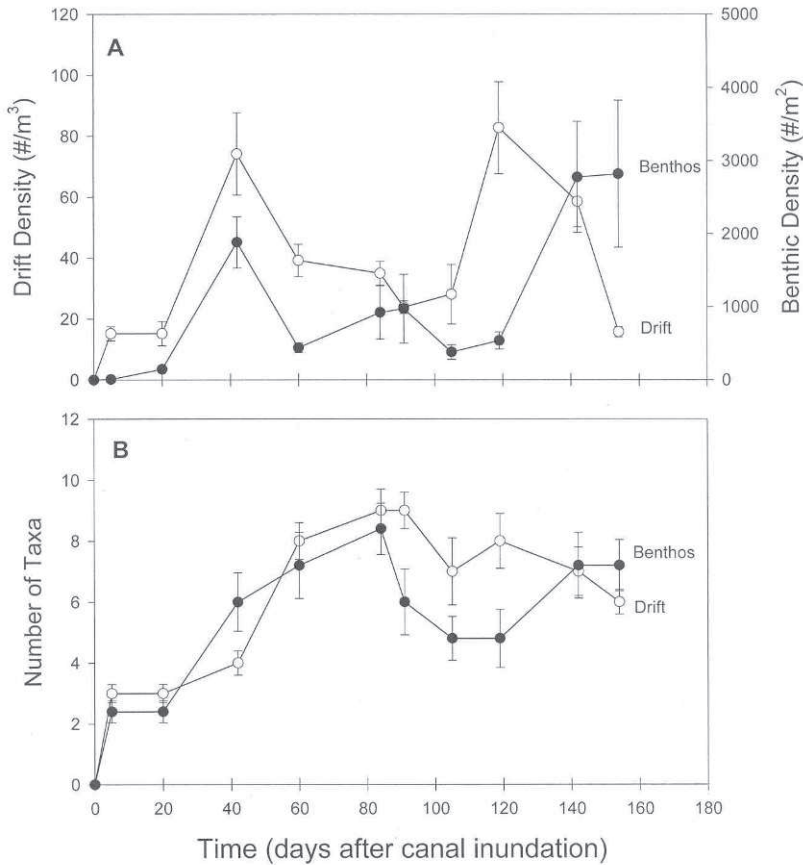 120
5000
A
100
4000
80
3000
60
2000
40
1000
20
0
0
Drift Density (#/m³)
Benthic Density (#/m²)
Benthos
Drift
12
B
10
8
6
4
2
0
Number of Taxa
Benthos
Drift
0 20 40 60 80 100 120 140 160 180
Time (days after canal inundation)